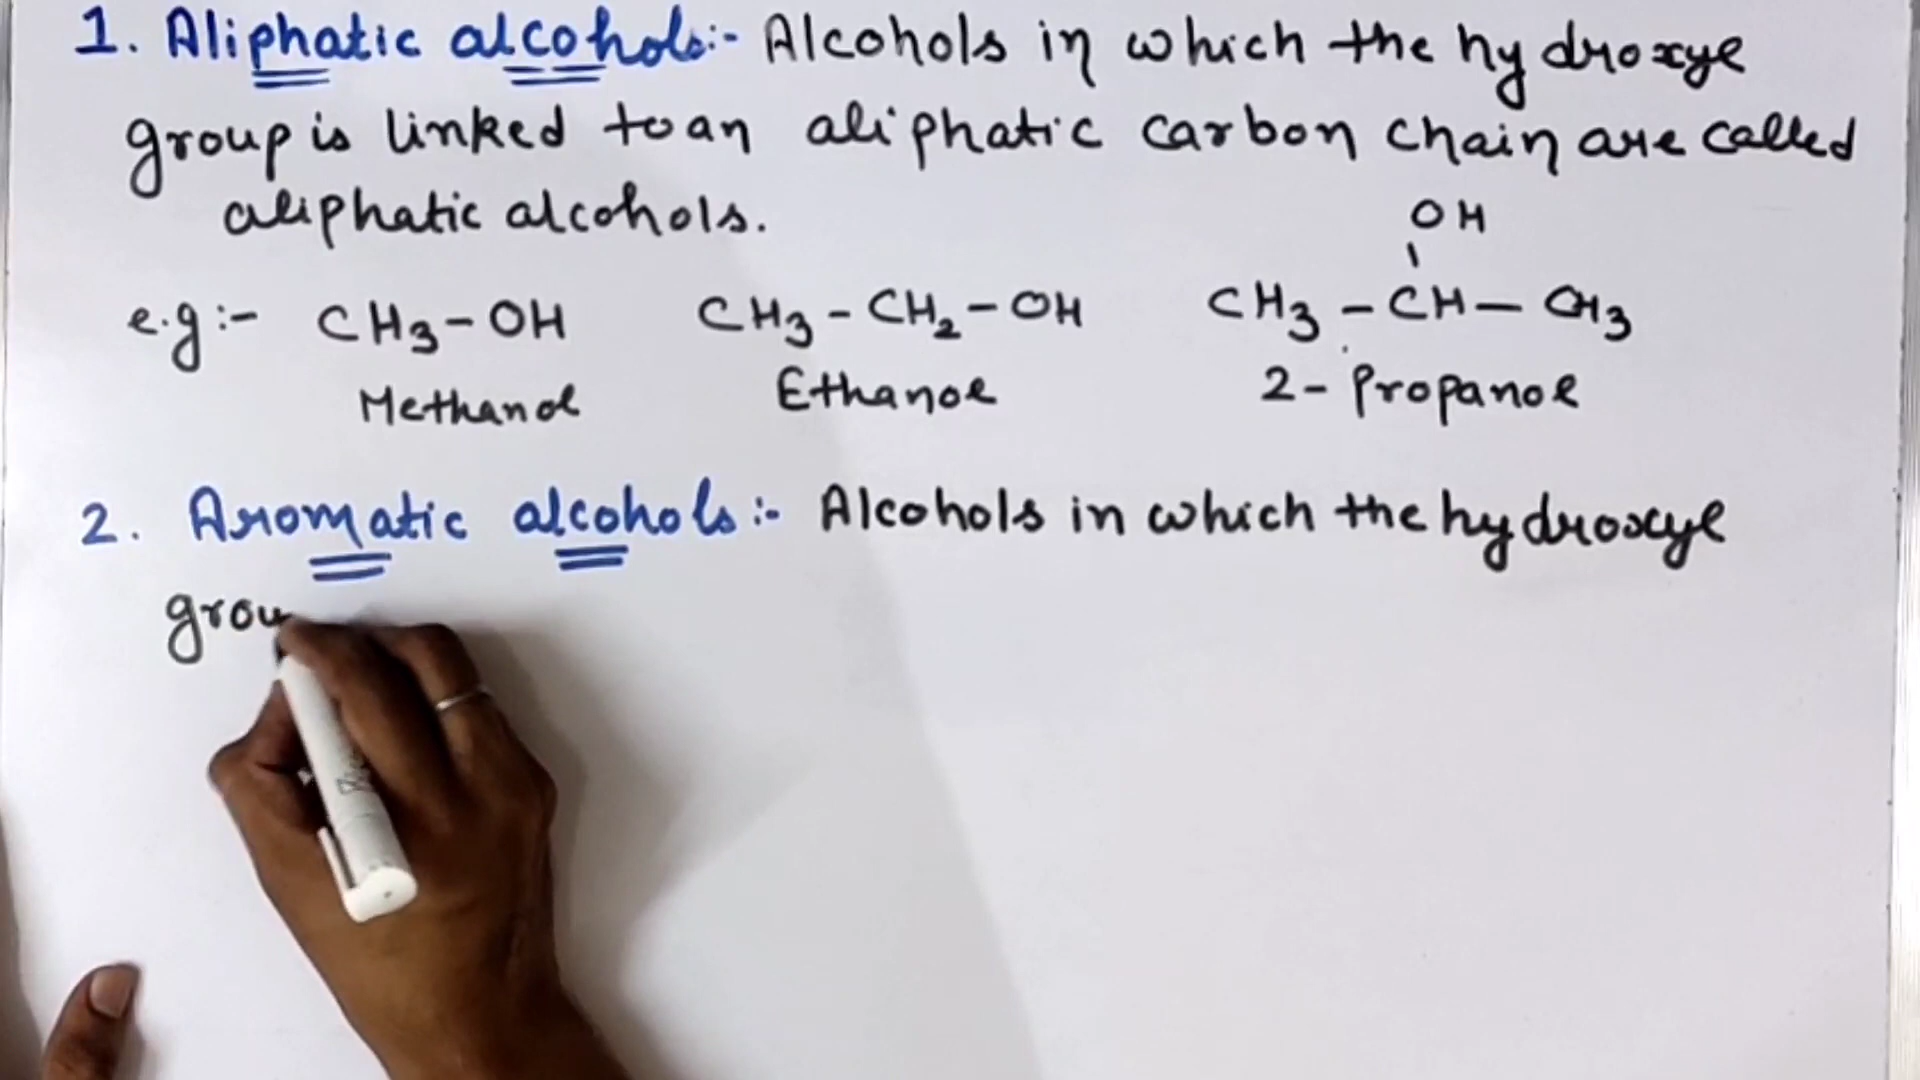 1. Aliphatic alcohols:- Alcohols in which the hydroxyl
group is linked to an aliphatic carbon chain are called
aliphatic alcohols.
OH
e.g:- CH3-OH CH3-CH2-OH CH3-CH-CH3
Methanol Ethanol 2-Propanol
2. Aromatic alcohols:- Alcohols in which the hydroxyl
grou